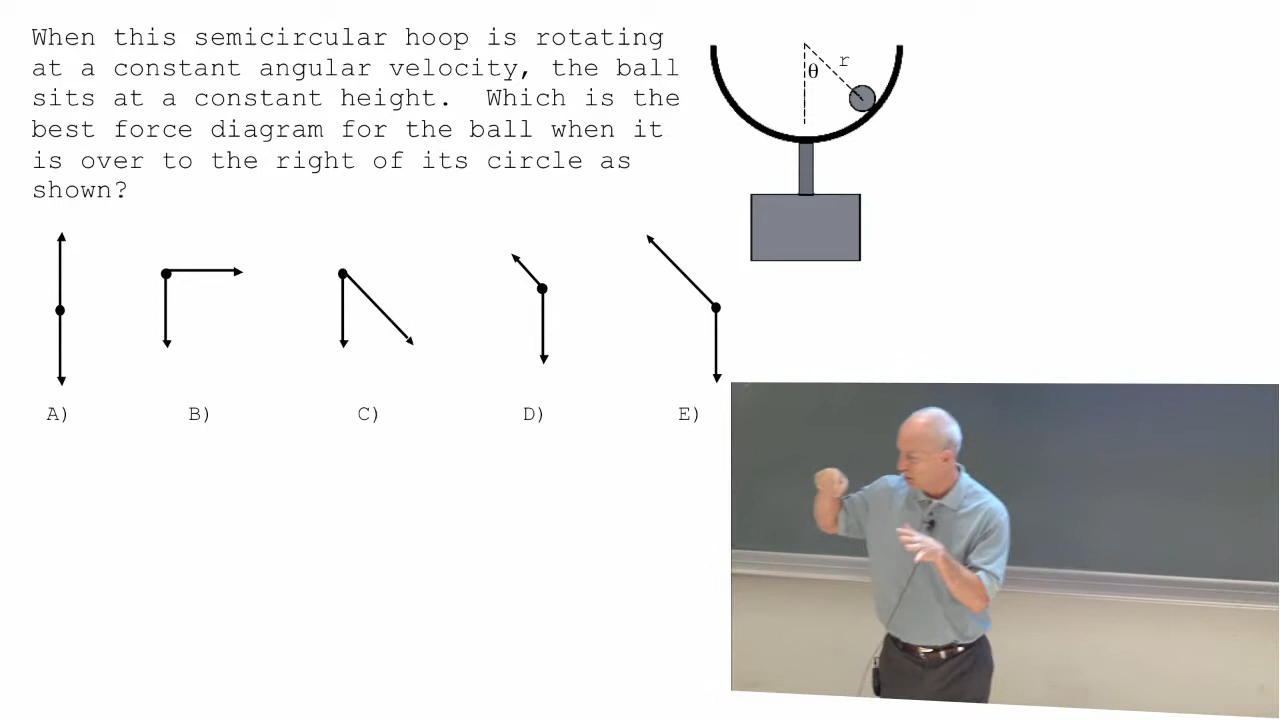 When this semicircular hoop is rotating
at a constant angular velocity, the ball
sits at a constant height.  Which is the
best force diagram for the ball when it
is over to the right of its circle as
shown?
θ
r
A)
B)
C)
D)
E)